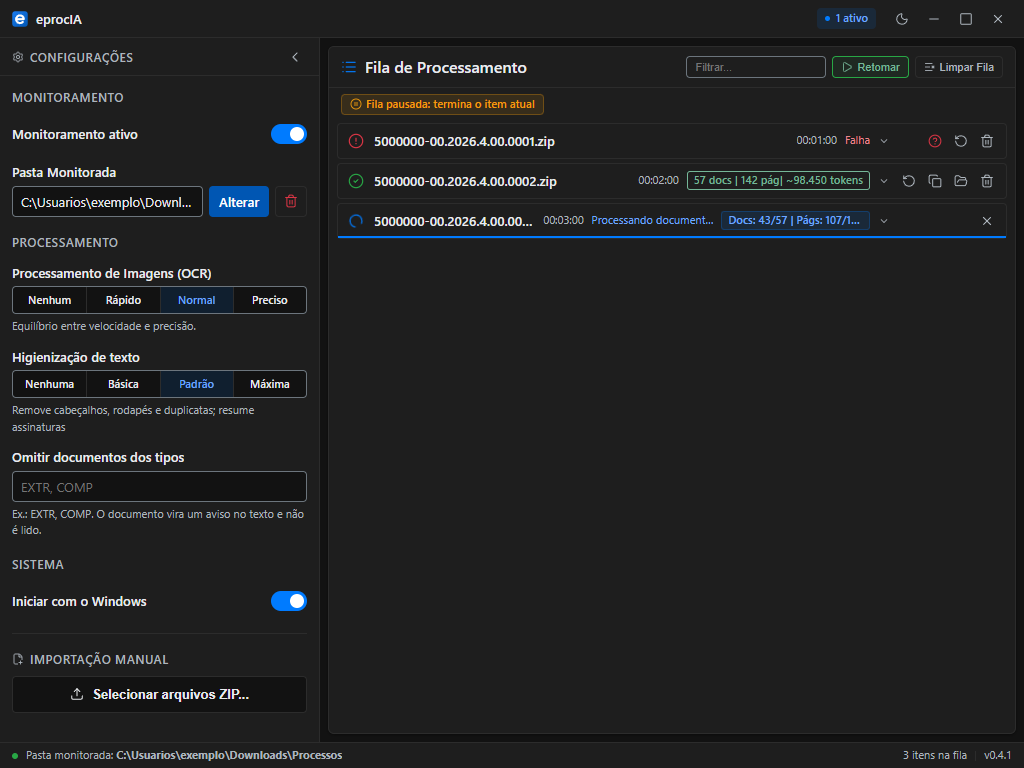 eprocIA
1 ativo
CONFIGURAÇÕES
MONITORAMENTO
Monitoramento ativo
Pasta Monitorada
C:\Usuarios\exemplo\Downl...
Alterar
PROCESSAMENTO
Processamento de Imagens (OCR)
Nenhum Rápido Normal Preciso
Equilíbrio entre velocidade e precisão.
Higienização de texto
Nenhuma Básica Padrão Máxima
Remove cabeçalhos, rodapés e duplicatas; resume
assinaturas
Omitir documentos dos tipos
EXTR, COMP
Ex.: EXTR, COMP. O documento vira um aviso no texto e não
é lido.
SISTEMA
Iniciar com o Windows
IMPORTAÇÃO MANUAL
Selecionar arquivos ZIP...
Fila de Processamento
Filtrar...
Retomar
Limpar Fila
Fila pausada: termina o item atual
5000000-00.2026.4.00.0001.zip 00:01:00 Falha
5000000-00.2026.4.00.0002.zip 00:02:00 57 docs | 142 pág| ~98.450 tokens
5000000-00.2026.4.00.00... 00:03:00 Processando document... Docs: 43/57 | Págs: 107/1...
Pasta monitorada: C:\Usuarios\exemplo\Downloads\Processos
3 itens na fila
v0.4.1